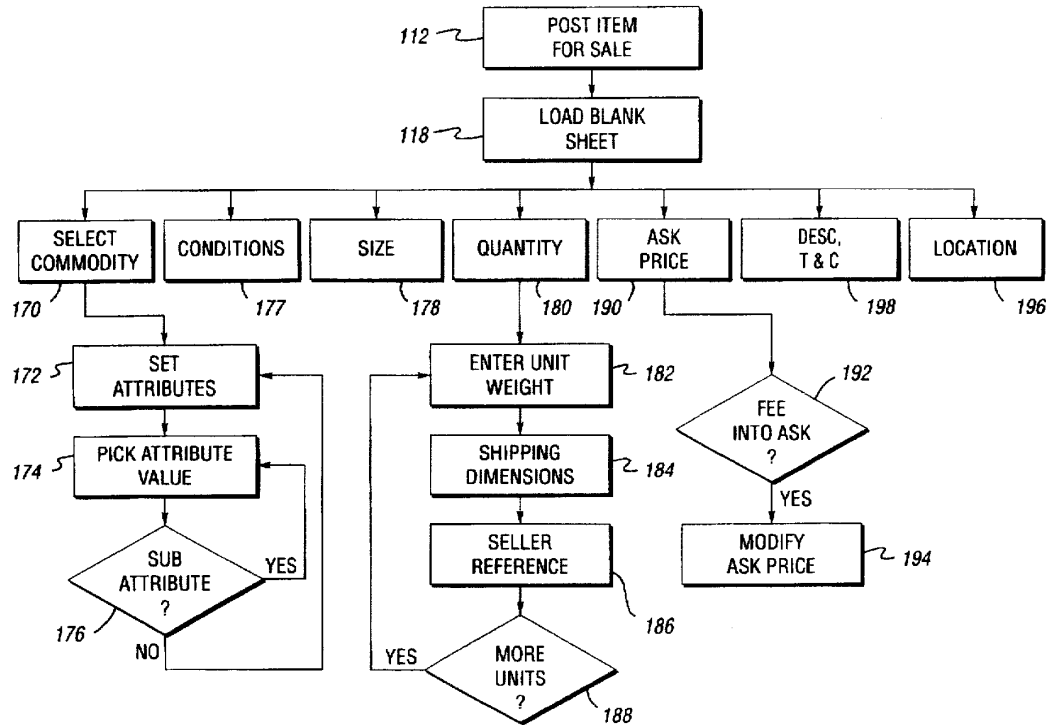 112
POST ITEM
FOR SALE
118
LOAD BLANK
SHEET
SELECT
COMMODITY
170
CONDITIONS
177
SIZE
178
QUANTITY
180
ASK
PRICE
190
DESC,
T & C
198
LOCATION
196
172
SET
ATTRIBUTES
174
PICK ATTRIBUTE
VALUE
SUB
ATTRIBUTE
?
176
YES
NO
ENTER UNIT
WEIGHT
182
SHIPPING
DIMENSIONS
184
SELLER
REFERENCE
186
MORE
UNITS
?
188
YES
FEE
INTO ASK
?
192
YES
MODIFY
ASK PRICE
194